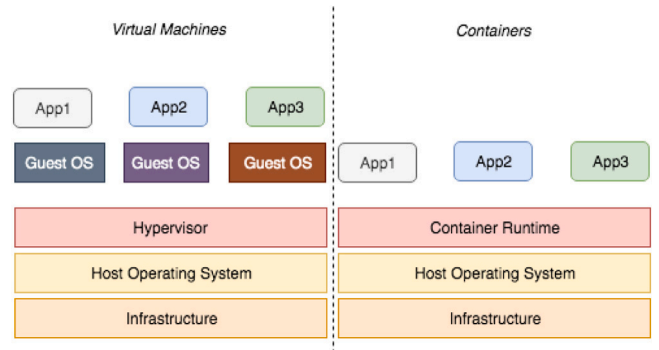 Virtual Machines
Containers
App1
App2
App3
Guest OS
Guest OS
Guest OS
App1
App2
App3
Hypervisor
Container Runtime
Host Operating System
Host Operating System
Infrastructure
Infrastructure